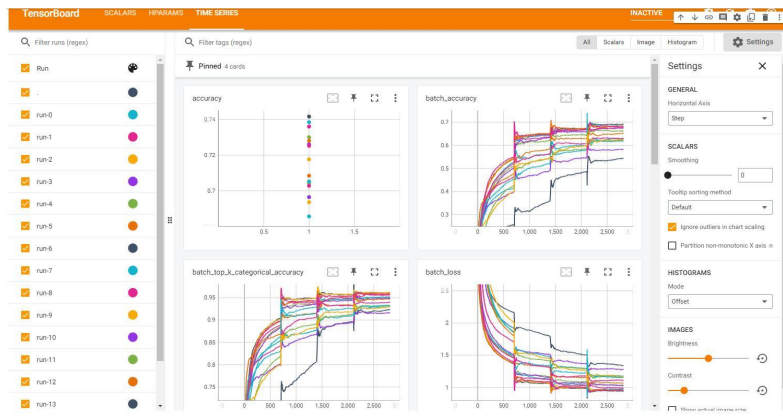 TensorBoard SCALARS HPARAMS TIME SERIES INACTIVE
Filter runs (regex)
Filter tags (regex)
All Scalars Image Histogram
Settings
Run
.
run-0
run-1
run-2
run-3
run-4
run-5
run-6
run-7
run-8
run-9
run-10
run-11
run-12
run-13
Pinned 4 cards
accuracy
0.74
0.72
0.7
0.5 1 1.5
batch_accuracy
0.7
0.6
0.5
0.4
0.3
0 500 1,000 1,500 2,000 2,500
batch_top_k_categorical_accuracy
0.95
0.9
0.85
0.8
0.75
0 500 1,000 1,500 2,000 2,500
batch_loss
2.5
2
1.5
1
0 500 1,000 1,500 2,000 2,500
Settings
GENERAL
Horizontal Axis
Step
SCALARS
Smoothing
0
Tooltip sorting method
Default
Ignore outliers in chart scaling
Partition non-monotonic X axis
HISTOGRAMS
Mode
Offset
IMAGES
Brightness
Contrast
Show actual image size